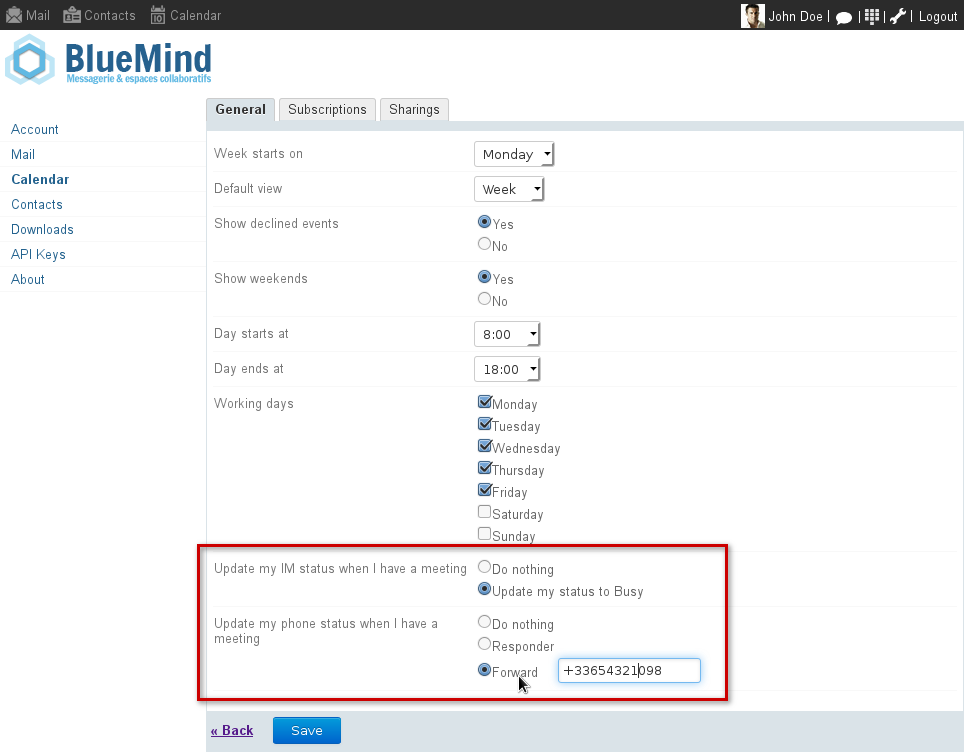 Mail Contacts Calendar John Doe | | | | Logout
BlueMind
Messagerie & espaces collaboratifs
General Subscriptions Sharings
Account
Mail
Calendar
Contacts
Downloads
API Keys
About
Week starts on Monday
Default view Week
Show declined events Yes
No
Show weekends Yes
No
Day starts at 8:00
Day ends at 18:00
Working days Monday
Tuesday
Wednesday
Thursday
Friday
Saturday
Sunday
Update my IM status when I have a meeting Do nothing
Update my status to Busy
Update my phone status when I have a
meeting
Do nothing
Responder
Forward +33654321098
« Back Save